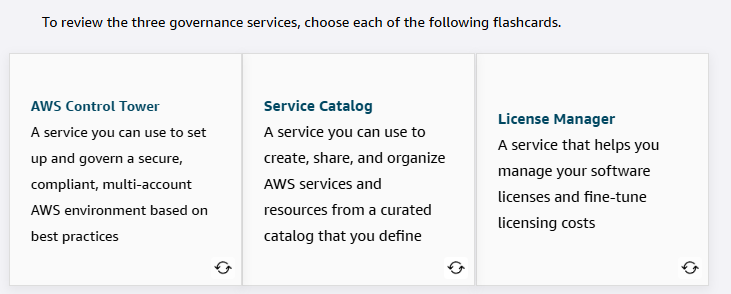 To review the three governance services, choose each of the following flashcards.
AWS Control Tower
A service you can use to set
up and govern a secure,
compliant, multi-account
AWS environment based on
best practices
Service Catalog
A service you can use to
create, share, and organize
AWS services and
resources from a curated
catalog that you define
License Manager
A service that helps you
manage your software
licenses and fine-tune
licensing costs